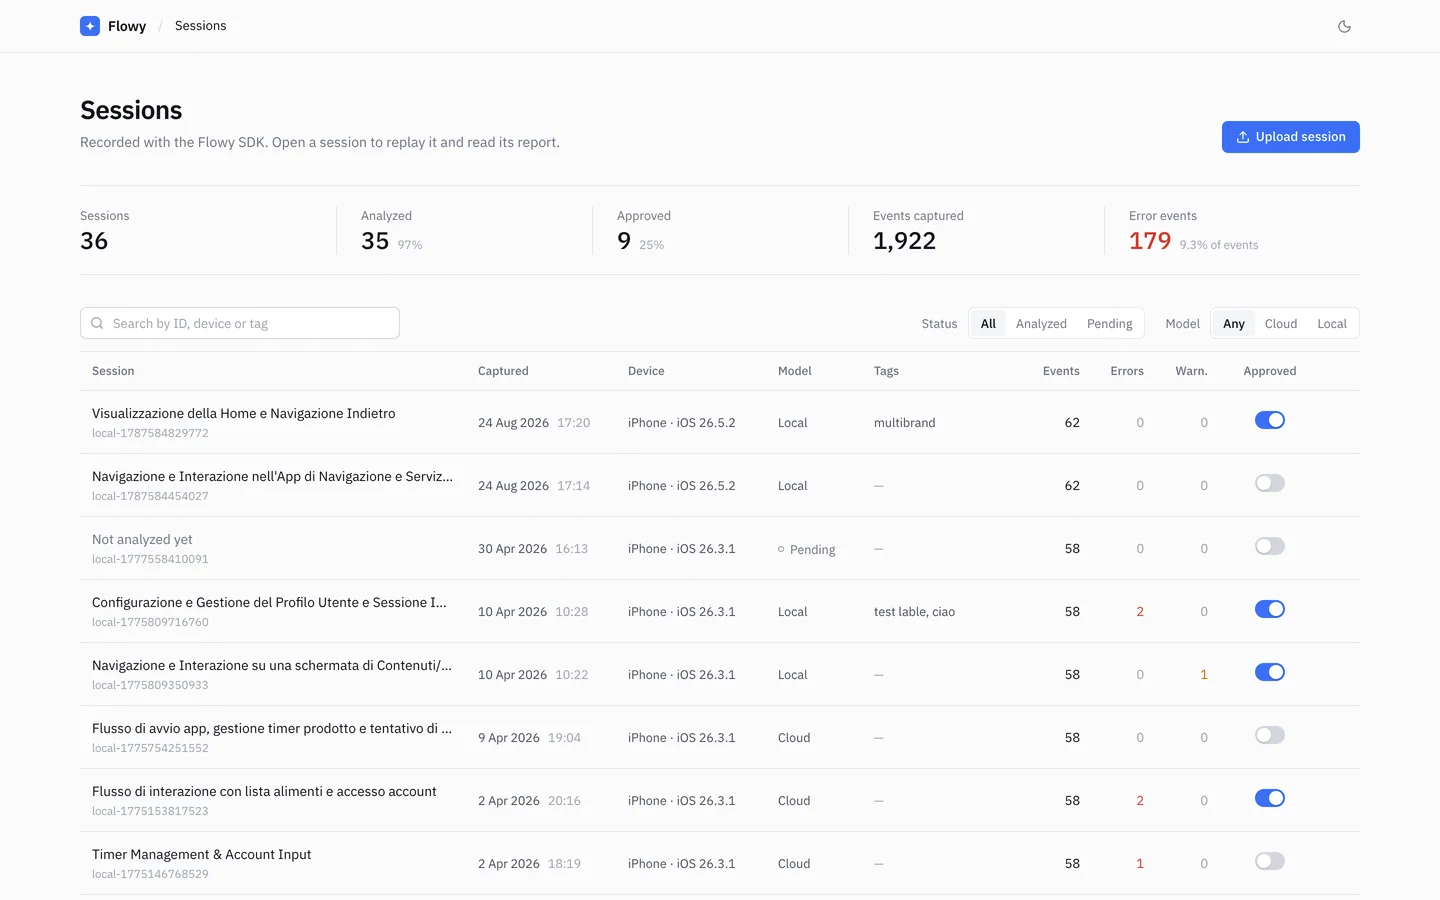 Flowy / Sessions
Sessions
Recorded with the Flowy SDK. Open a session to replay it and read its report.
Upload session
Sessions Analyzed Approved Events captured Error events
36 35 97% 9 25% 1,922 179 9.3% of events
Search by ID, device or tag Status All Analyzed Pending Model Any Cloud Local
Session Captured Device Model Tags Events Errors Warn. Approved
Visualizzazione della Home e Navigazione Indietro
local-1787584829772
24 Aug 2026 17:20 iPhone · iOS 26.5.2 Local multibrand 62 0 0
Navigazione e Interazione nell'App di Navigazione e Serviz...
local-1787584454027
24 Aug 2026 17:14 iPhone · iOS 26.5.2 Local — 62 0 0
Not analyzed yet
local-1777558410091
30 Apr 2026 16:13 iPhone · iOS 26.3.1 Pending — 58 0 0
Configurazione e Gestione del Profilo Utente e Sessione I...
local-1775809716760
10 Apr 2026 10:28 iPhone · iOS 26.3.1 Local test lable, ciao 58 2 0
Navigazione e Interazione su una schermata di Contenuti/...
local-1775809350933
10 Apr 2026 10:22 iPhone · iOS 26.3.1 Local — 58 0 1
Flusso di avvio app, gestione timer prodotto e tentativo di ...
local-1775754251552
9 Apr 2026 19:04 iPhone · iOS 26.3.1 Cloud — 58 0 0
Flusso di interazione con lista alimenti e accesso account
local-1775153817523
2 Apr 2026 20:16 iPhone · iOS 26.3.1 Cloud — 58 2 0
Timer Management & Account Input
local-1775146768529
2 Apr 2026 18:19 iPhone · iOS 26.3.1 Cloud — 58 1 0